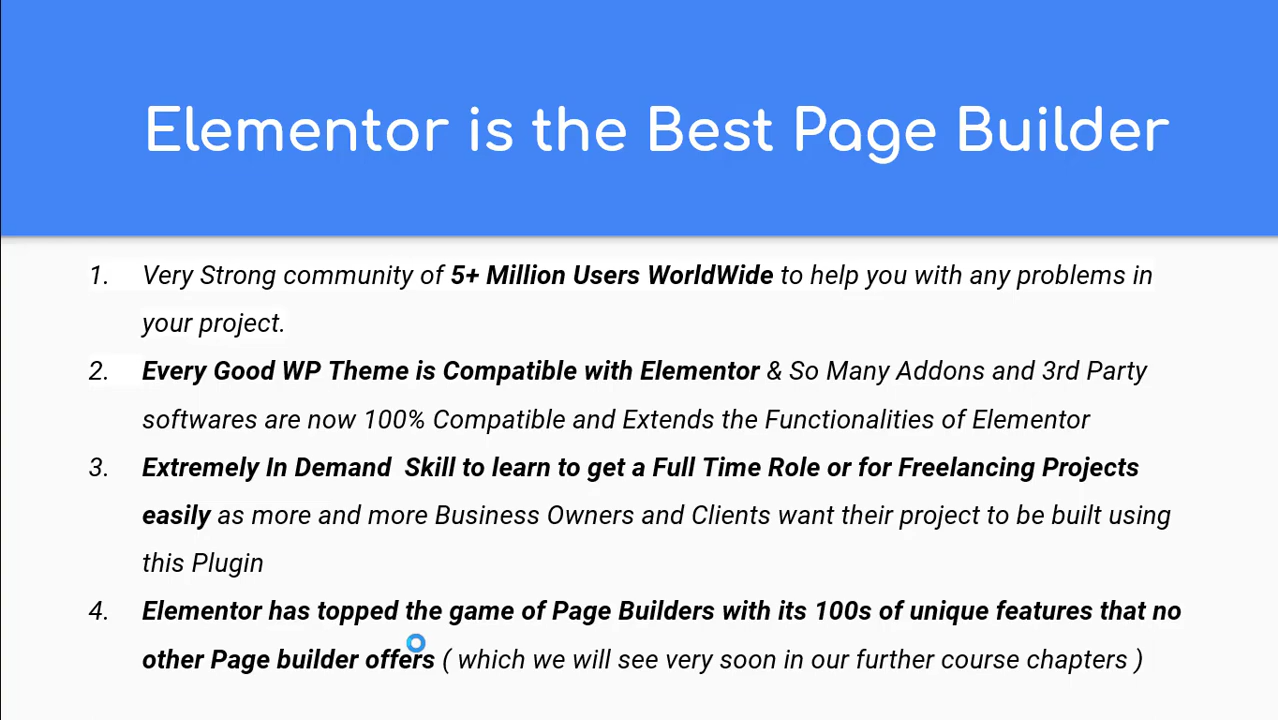 Elementor is the Best Page Builder
1. Very Strong community of 5+ Million Users WorldWide to help you with any problems in
your project.
2. Every Good WP Theme is Compatible with Elementor & So Many Addons and 3rd Party
softwares are now 100% Compatible and Extends the Functionalities of Elementor
3. Extremely In Demand  Skill to learn to get a Full Time Role or for Freelancing Projects
easily as more and more Business Owners and Clients want their project to be built using
this Plugin
4. Elementor has topped the game of Page Builders with its 100s of unique features that no
other Page builder offers ( which we will see very soon in our further course chapters )